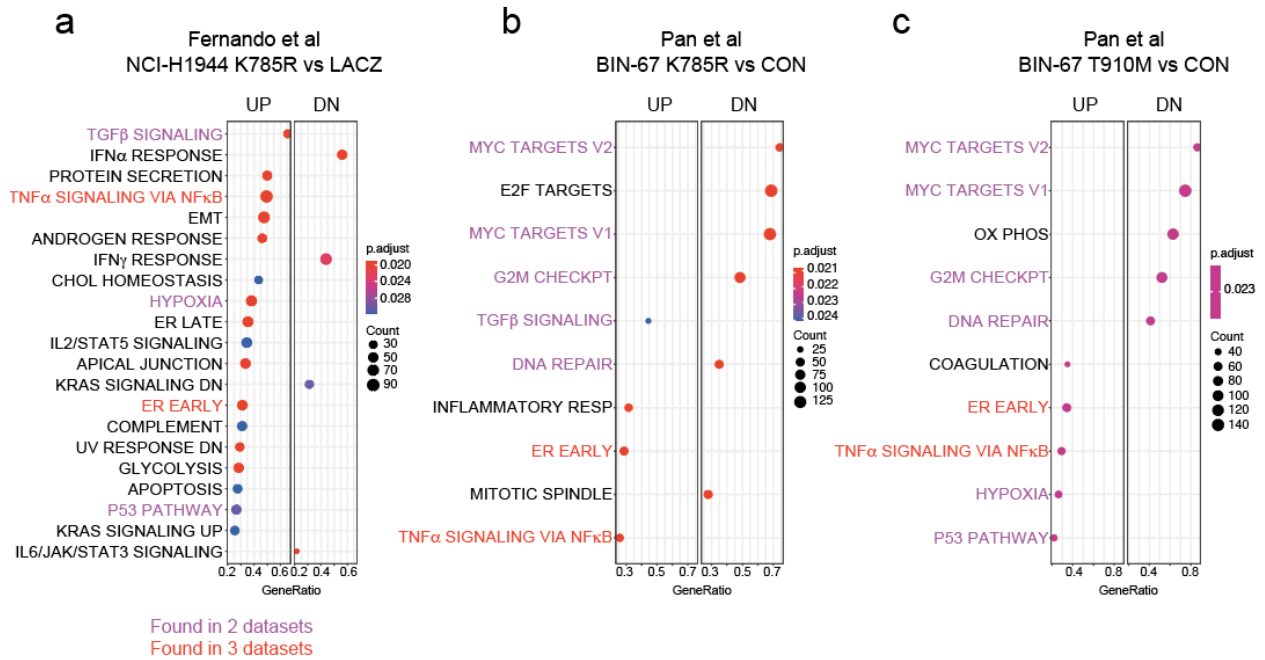 a
Fernando et al
NCI-H1944 K785R vs LACZ
UP DN
TGFβ SIGNALING
IFNα RESPONSE
PROTEIN SECRETION
TNFα SIGNALING VIA NFκB
EMT
ANDROGEN RESPONSE
IFNγ RESPONSE
CHOL HOMEOSTASIS
HYPOXIA
ER LATE
IL2/STAT5 SIGNALING
APICAL JUNCTION
KRAS SIGNALING DN
ER EARLY
COMPLEMENT
UV RESPONSE DN
GLYCOLYSIS
APOPTOSIS
P53 PATHWAY
KRAS SIGNALING UP
IL6/JAK/STAT3 SIGNALING
0.2 0.4 0.6 0.2 0.4 0.6
GeneRatio
p.adjust
0.020
0.024
0.028
Count
30
50
70
90
Found in 2 datasets
Found in 3 datasets
b
Pan et al
BIN-67 K785R vs CON
UP DN
MYC TARGETS V2
E2F TARGETS
MYC TARGETS V1
G2M CHECKPT
TGFβ SIGNALING
DNA REPAIR
INFLAMMATORY RESP
ER EARLY
MITOTIC SPINDLE
TNFα SIGNALING VIA NFκB
0.3 0.5 0.7 0.3 0.5 0.7
GeneRatio
p.adjust
0.021
0.022
0.023
0.024
Count
25
50
75
100
125
c
Pan et al
BIN-67 T910M vs CON
UP DN
MYC TARGETS V2
MYC TARGETS V1
OX PHOS
G2M CHECKPT
DNA REPAIR
COAGULATION
ER EARLY
TNFα SIGNALING VIA NFκB
HYPOXIA
P53 PATHWAY
0.4 0.8 0.4 0.8
GeneRatio
p.adjust
0.023
Count
40
60
80
100
120
140